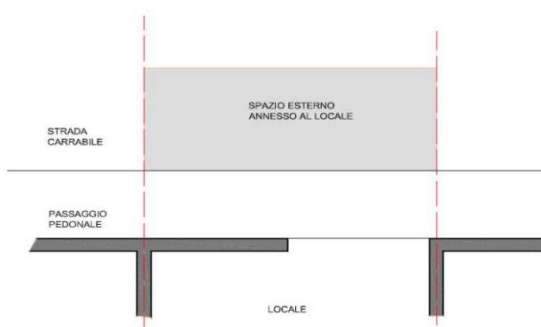 SPAZIO ESTERNO
ANNESSO AL LOCALE
STRADA
CARRABILE
PASSAGGIO
PEDONALE
LOCALE